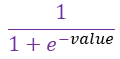 1
1 + e^{-value}